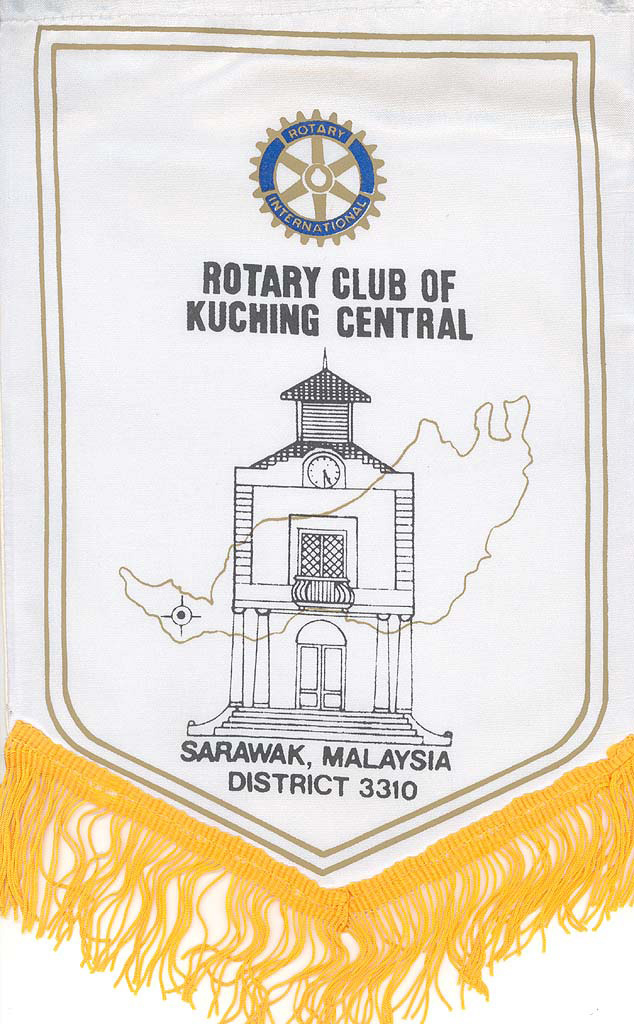 ROTARY
INTERNATIONAL
ROTARY CLUB OF
KUCHING CENTRAL
SARAWAK, MALAYSIA
DISTRICT 3310